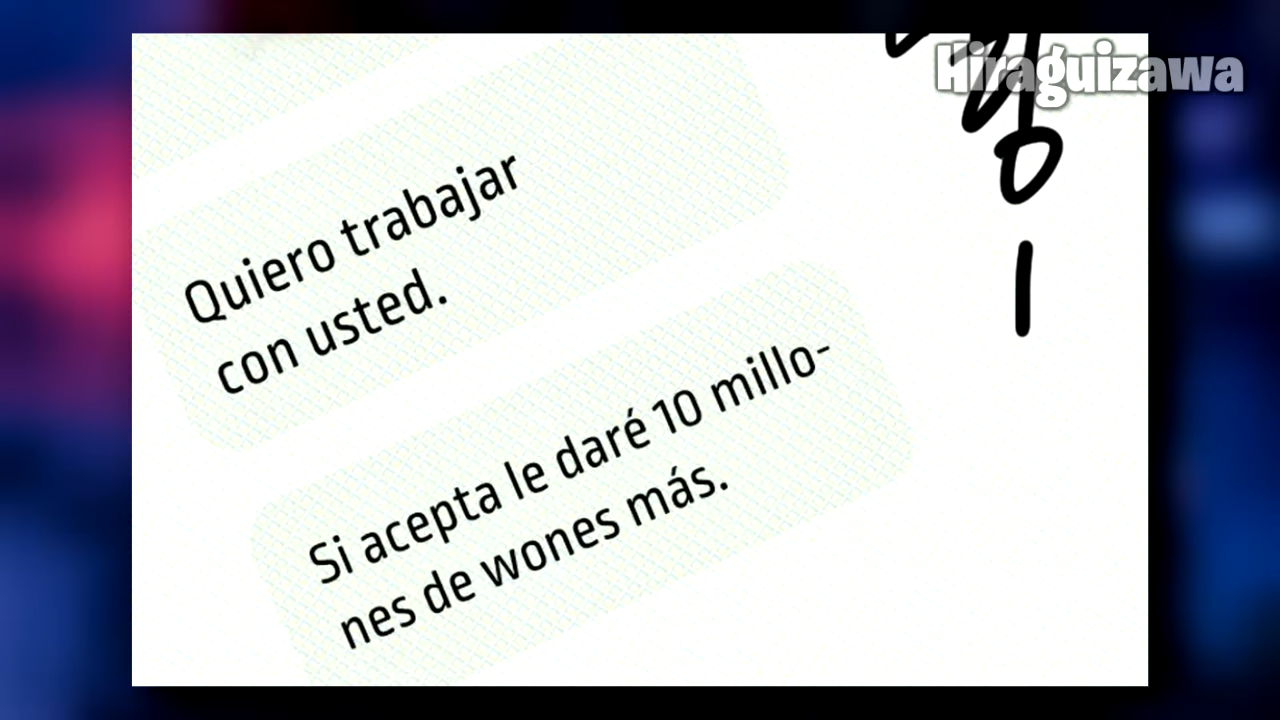 Hiraguizawa
Quiero trabajar
con usted.
Si acepta le daré 10 millo-
nes de wones más.